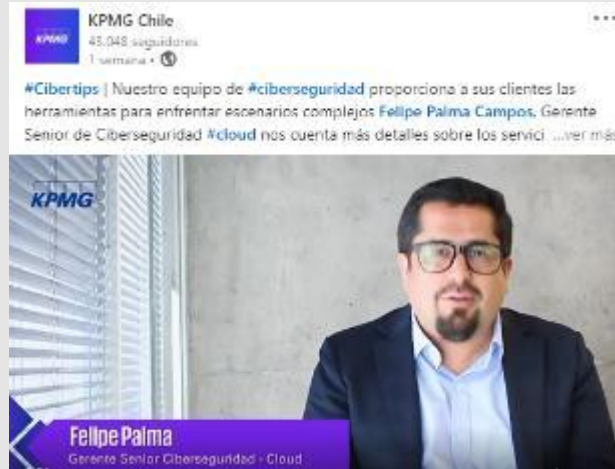 KPMG
KPMG Chile
43.048 seguidores
1 semana •
#Cibertips | Nuestro equipo de #ciberseguridad proporciona a sus clientes las
herramientas para enfrentar escenarios complejos Felipe Palma Campos, Gerente
Senior de Ciberseguridad #cloud nos cuenta más detalles sobre los servici ...ver más
KPMG
Felipe Palma
Gerente Senior Ciberseguridad - Cloud